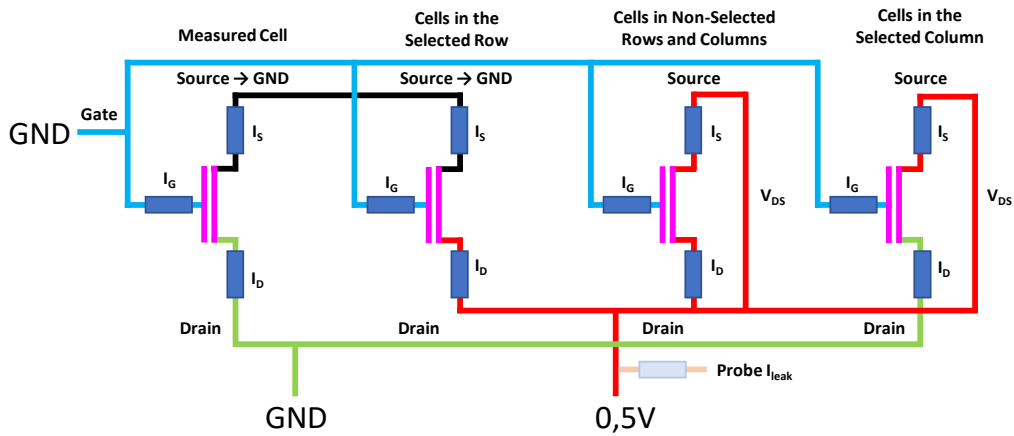 Measured Cell
Cells in the
Selected Row
Cells in Non-Selected
Rows and Columns
Cells in the
Selected Column
Source → GND
Source → GND
Source
Source
Gate
GND
I_S
I_S
I_S
I_S
I_G
I_G
I_G
I_G
V_DS
V_DS
I_D
I_D
I_D
I_D
Drain
Drain
Drain
Drain
Probe I_leak
GND
0,5V